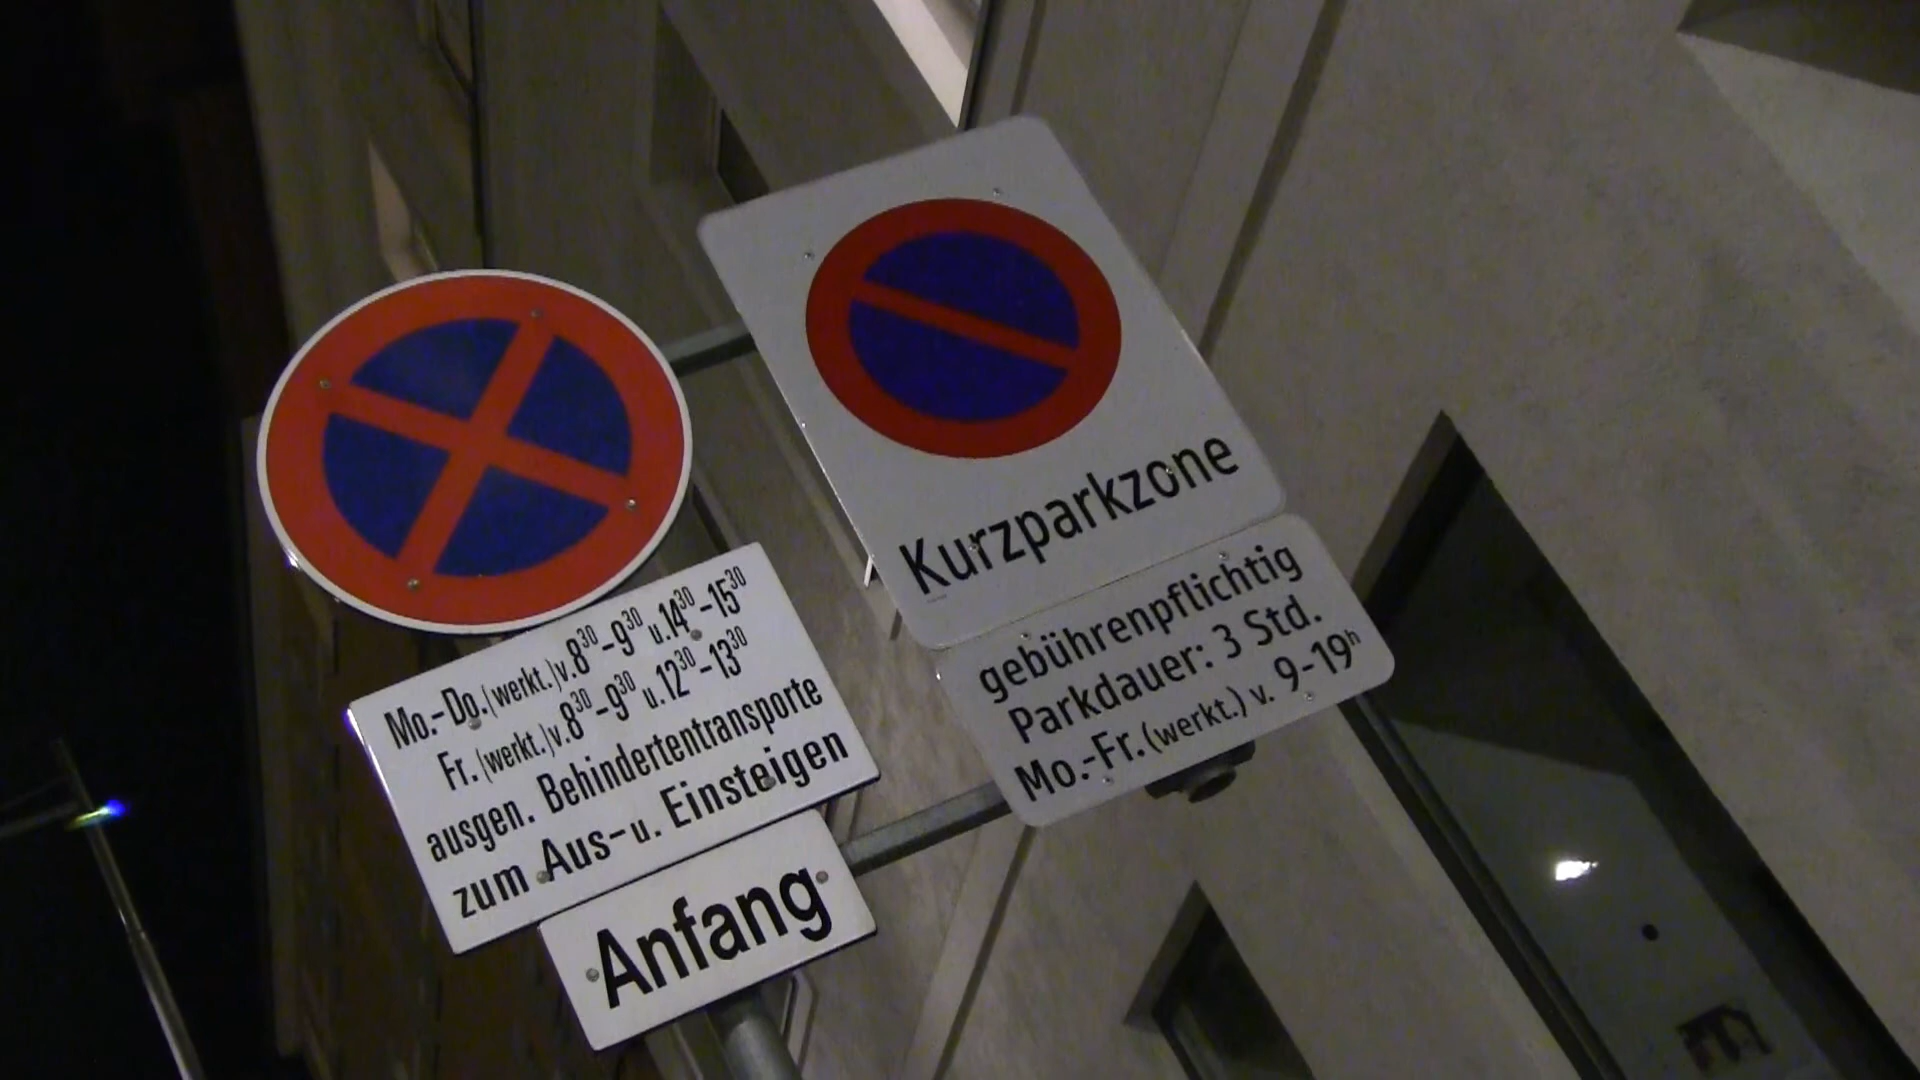 Kurzparkzone
gebührenpflichtig
Parkdauer: 3 Std.
Mo.-Fr. (werkt.) v. 9-19h
Mo.-Do. (werkt.) v. 8³⁰-9³⁰ u. 14³⁰-15³⁰
Fr. (werkt.) v. 8³⁰-9³⁰ u. 12³⁰-13³⁰
ausgen. Behindertentransporte
zum Aus- u. Einsteigen
Anfang